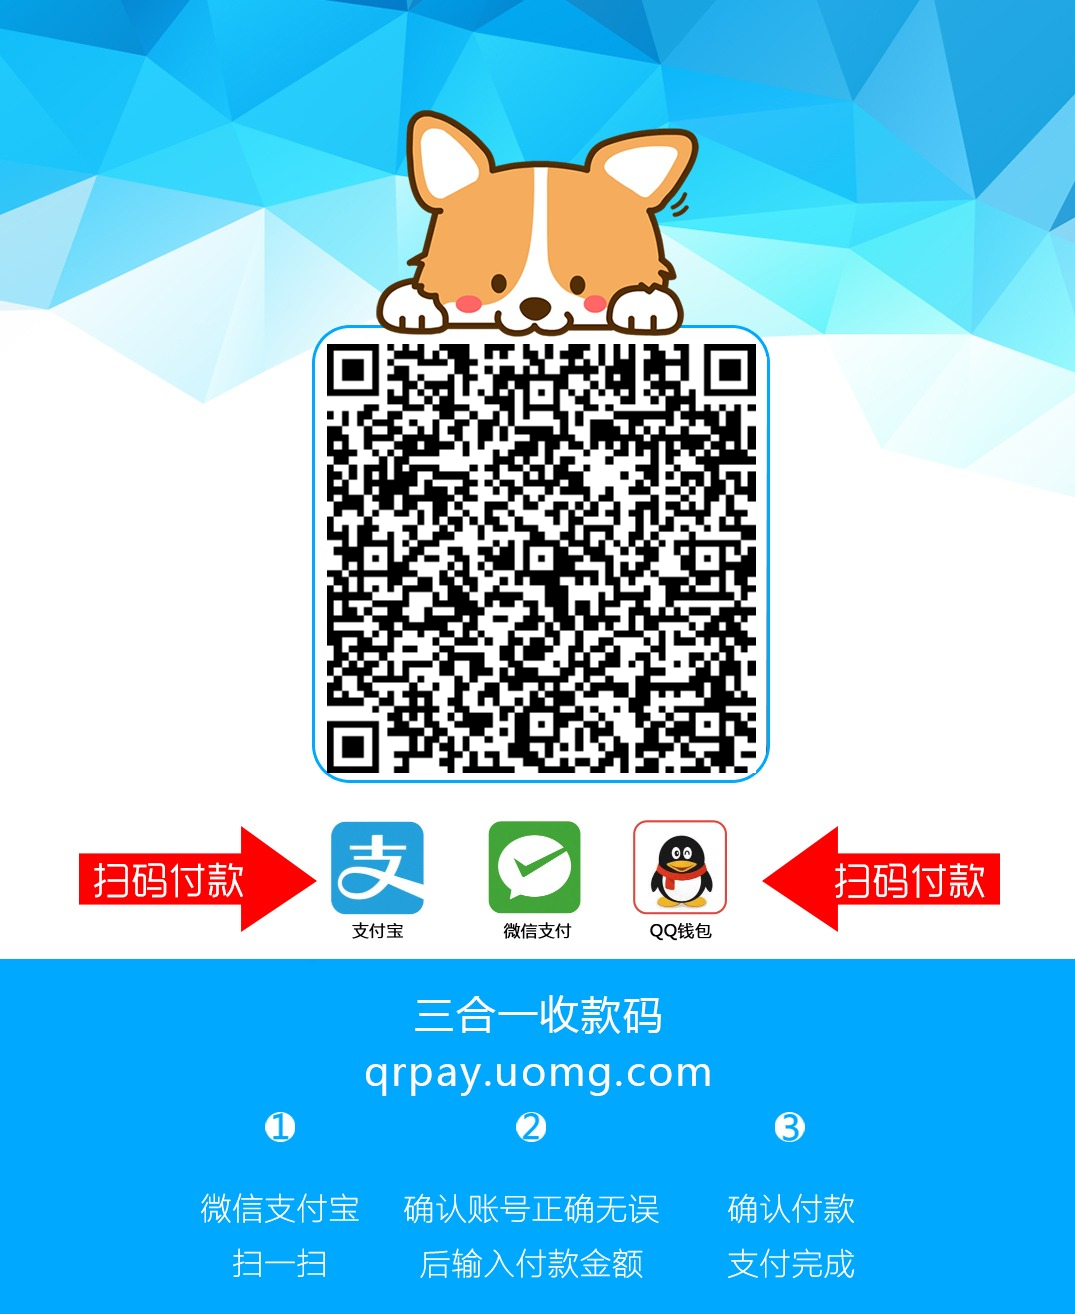 扫码付款
支
支付宝
微信支付
QQ钱包
扫码付款
三合一收款码
qrpay.uomg.com
1
2
3
微信支付宝
扫一扫
确认账号正确无误
后输入付款金额
确认付款
支付完成